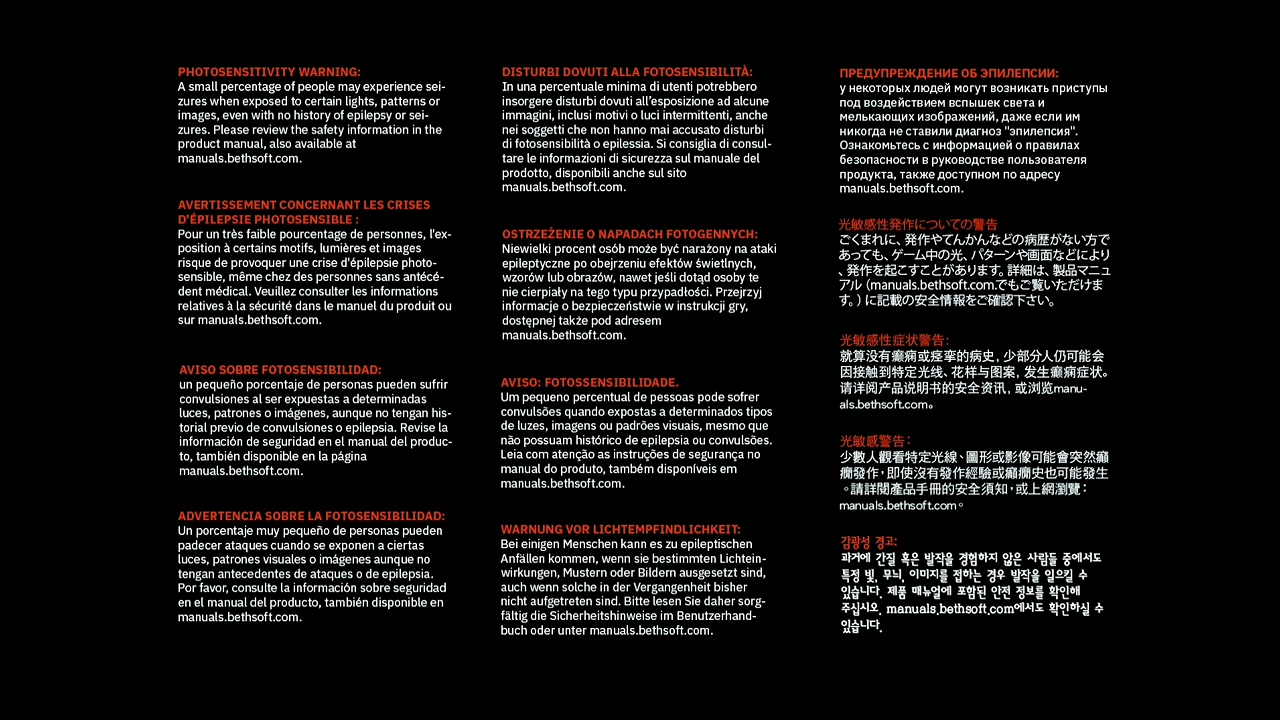 PHOTOSENSITIVITY WARNING:
A small percentage of people may experience sei-
zures when exposed to certain lights, patterns or
images, even with no history of epilepsy or sei-
zures. Please review the safety information in the
product manual, also available at
manuals.bethsoft.com.
AVERTISSEMENT CONCERNANT LES CRISES
D'ÉPILEPSIE PHOTOSENSIBLE :
Pour un très faible pourcentage de personnes, l'ex-
position à certains motifs, lumières et images
risque de provoquer une crise d'épilepsie photo-
sensible, même chez des personnes sans antécé-
dent médical. Veuillez consulter les informations
relatives à la sécurité dans le manuel du produit ou
sur manuals.bethsoft.com.
AVISO SOBRE FOTOSENSIBILIDAD:
un pequeño porcentaje de personas pueden sufrir
convulsiones al ser expuestas a determinadas
luces, patrones o imágenes, aunque no tengan his-
torial previo de convulsiones o epilepsia. Revise la
información de seguridad en el manual del produc-
to, también disponible en la página
manuals.bethsoft.com.
ADVERTENCIA SOBRE LA FOTOSENSIBILIDAD:
Un porcentaje muy pequeño de personas pueden
padecer ataques cuando se exponen a ciertas
luces, patrones visuales o imágenes aunque no
tengan antecedentes de ataques o de epilepsia.
Por favor, consulte la información sobre seguridad
en el manual del producto, también disponible en
manuals.bethsoft.com.
DISTURBI DOVUTI ALLA FOTOSENSIBILITÀ:
In una percentuale minima di utenti potrebbero
insorgere disturbi dovuti all'esposizione ad alcune
immagini, inclusi motivi o luci intermittenti, anche
nei soggetti che non hanno mai accusato disturbi
di fotosensibilità o epilessia. Si consiglia di consul-
tare le informazioni di sicurezza sul manuale del
prodotto, disponibili anche sul sito
manuals.bethsoft.com.
OSTRZEŻENIE O NAPADACH FOTOGENNYCH:
Niewielki procent osób może być narażony na ataki
epileptyczne po obejrzeniu efektów świetlnych,
wzorów lub obrazów, nawet jeśli dotąd osoby te
nie cierpiały na tego typu przypadłości. Przejrzyj
informacje o bezpieczeństwie w instrukcji gry,
dostępnej także pod adresem
manuals.bethsoft.com.
AVISO: FOTOSSENSIBILIDADE.
Um pequeno percentual de pessoas pode sofrer
convulsões quando expostas a determinados tipos
de luzes, imagens ou padrões visuais, mesmo que
não possuam histórico de epilepsia ou convulsões.
Leia com atenção as instruções de segurança no
manual do produto, também disponíveis em
manuals.bethsoft.com.
WARNUNG VOR LICHTEMPFINDLICHKEIT:
Bei einigen Menschen kann es zu epileptischen
Anfällen kommen, wenn sie bestimmten Lichtein-
wirkungen, Mustern oder Bildern ausgesetzt sind,
auch wenn solche in der Vergangenheit bisher
nicht aufgetreten sind. Bitte lesen Sie daher sorg-
fältig die Sicherheitshinweise im Benutzerhand-
buch oder unter manuals.bethsoft.com.
ПРЕДУПРЕЖДЕНИЕ ОБ ЭПИЛЕПСИИ:
у некоторых людей могут возникать приступы
под воздействием вспышек света и
мелькающих изображений, даже если им
никогда не ставили диагноз "эпилепсия".
Ознакомьтесь с информацией о правилах
безопасности в руководстве пользователя
продукта, также доступном по адресу
manuals.bethsoft.com.
光敏感性発作についての警告
ごくまれに、発作やてんかんなどの病歴がない方で
あっても、ゲーム中の光、パターンや画面などにより
、発作を起こすことがあります。詳細は、製品マニュ
アル (manuals.bethsoft.comでもご覧いただけま
す。) に記載の安全情報をご確認下さい。
光敏感性症状警告:
就算没有癫痫或痉挛的病史, 少部分人仍可能会
因接触到特定光线、花样与图案, 发生癫痫症状。
请详阅产品说明书的安全资讯, 或浏览manu-
als.bethsoft.com。
光敏感警告:
少數人觀看特定光線、圖形或影像可能會突然癲
癇發作,即使沒有發作經驗或癲癇史也可能發生
。請詳閱產品手冊的安全須知,或上網瀏覽:
manuals.bethsoft.com。
감광성 경고:
과거에 간질 혹은 발작을 경험하지 않은 사람들 중에서도
특정 빛, 무늬, 이미지를 접하는 경우 발작을 일으킬 수
있습니다. 제품 매뉴얼에 포함된 안전 정보를 확인해
주십시오. manuals.bethsoft.com에서도 확인하실 수
있습니다.